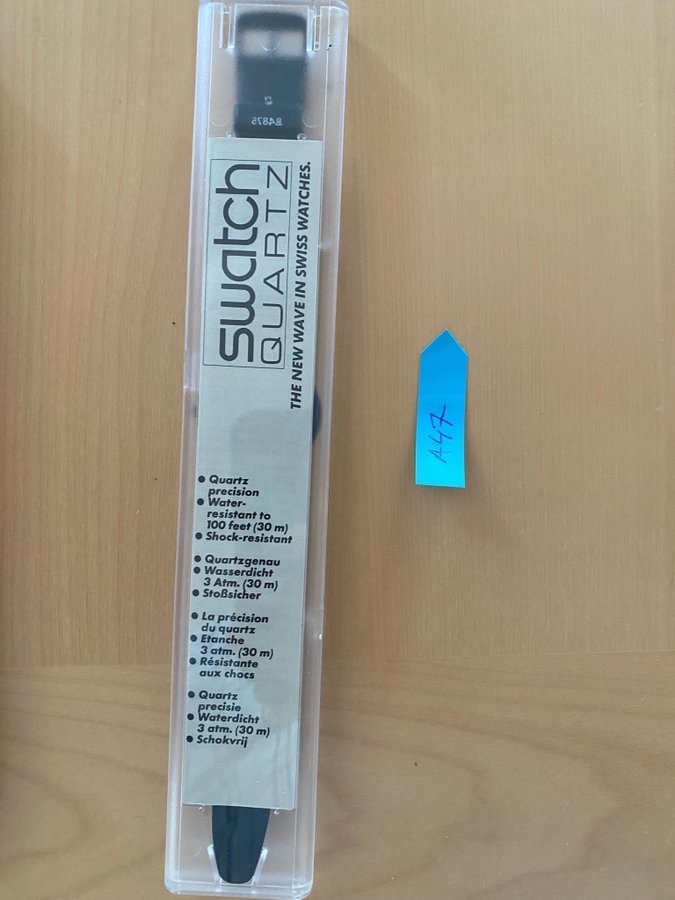 swatch
QUARTZ
THE NEW WAVE IN SWISS WATCHES.
● Quartz
precision
● Water-
resistant to
100 feet (30 m)
● Shock-resistant
● Quartzgenau
● Wasserdicht
3 Atm. (30 m)
● Stoßsicher
● La précision
du quartz
● Etanche
3 atm. (30 m)
● Résistante
aux chocs
● Quartz
precisie
● Waterdicht
3 atm. (30 m)
● Schokvrij
A47